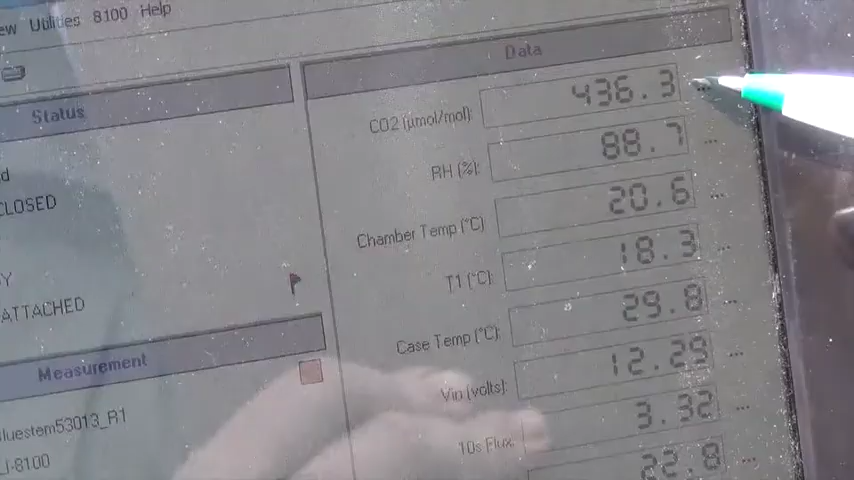 Utilities 8100 Help
Status
CLOSED
ATTACHED
Measurement
luestem53013_R1
Li-8100
Data
CO2 (µmol/mol): 436.3 ...
RH (%): 88.7 ...
Chamber Temp (°C): 20.6 ...
T1 (°C): 18.3 ...
Case Temp (°C): 29.8 ...
Vin (volts): 12.29 ...
10s Flux: 3.32 ...
22.8 ...